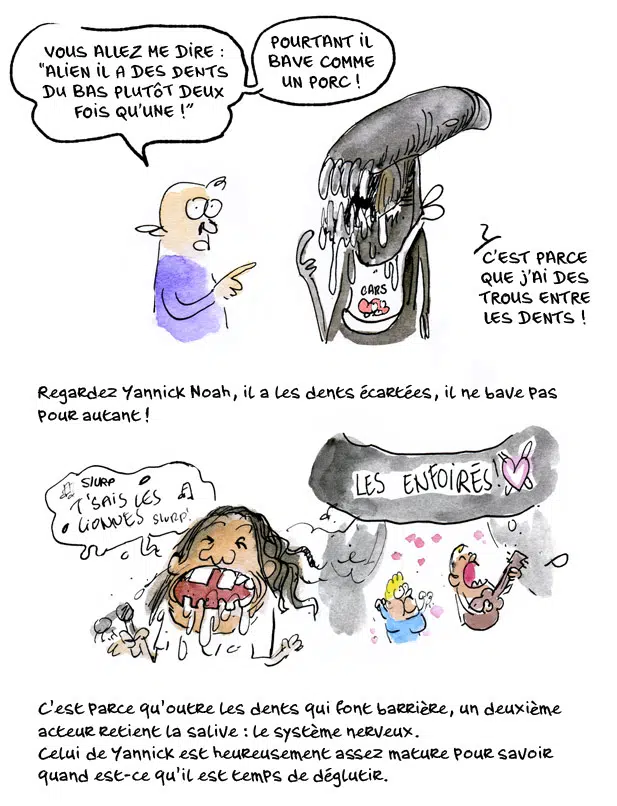 VOUS ALLEZ ME DIRE :
"ALIEN IL A DES DENTS
DU BAS PLUTÔT DEUX
FOIS QU'UNE !"
POURTANT IL
BAVE COMME
UN PORC !
CARS
C'EST PARCE
QUE J'AI DES
TROUS ENTRE
LES DENTS !
Regardez Yannick Noah, il a les dents écartées, il ne bave pas
pour autant !
SLURP
T'SAIS LES
LIONNES SLURP!
LES ENFOIRÉS!
C'est parce qu'outre les dents qui font barrière, un deuxième
acteur retient la salive : le système nerveux.
Celui de Yannick est heureusement assez mature pour savoir
quand est-ce qu'il est temps de déglutir.